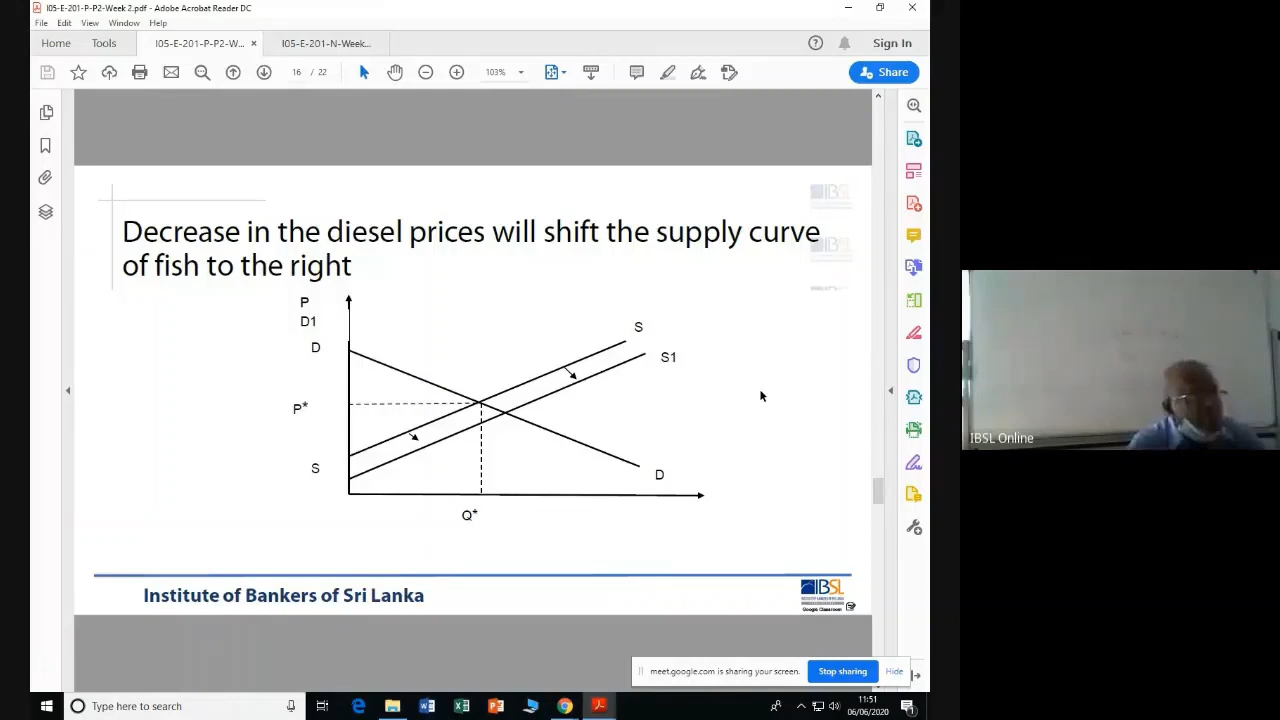 I05-E-201-P-P2-Week 2.pdf - Adobe Acrobat Reader DC
File Edit View Window Help
Home Tools I05-E-201-P-P2-W... × I05-E-201-N-Week... Sign In
16 / 22 103% Share
Decrease in the diesel prices will shift the supply curve
of fish to the right
P
D1
D
S
S1
P*
S
D
Q*
Institute of Bankers of Sri Lanka
IBSL
Google Classroom
IBSL Online
meet.google.com is sharing your screen. Stop sharing Hide
Type here to search
11:51
06/06/2020